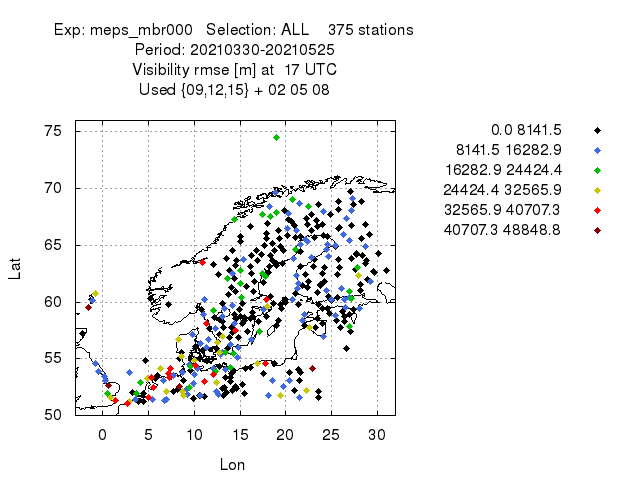 Exp: meps_mbr000 Selection: ALL 375 stations
Period: 20210330-20210525
Visibility rmse [m] at 17 UTC
Used {09,12,15} + 02 05 08
0.0 8141.5
8141.5 16282.9
16282.9 24424.4
24424.4 32565.9
32565.9 40707.3
40707.3 48848.8
75
70
65
60
55
50
Lat
0 5 10 15 20 25 30
Lon